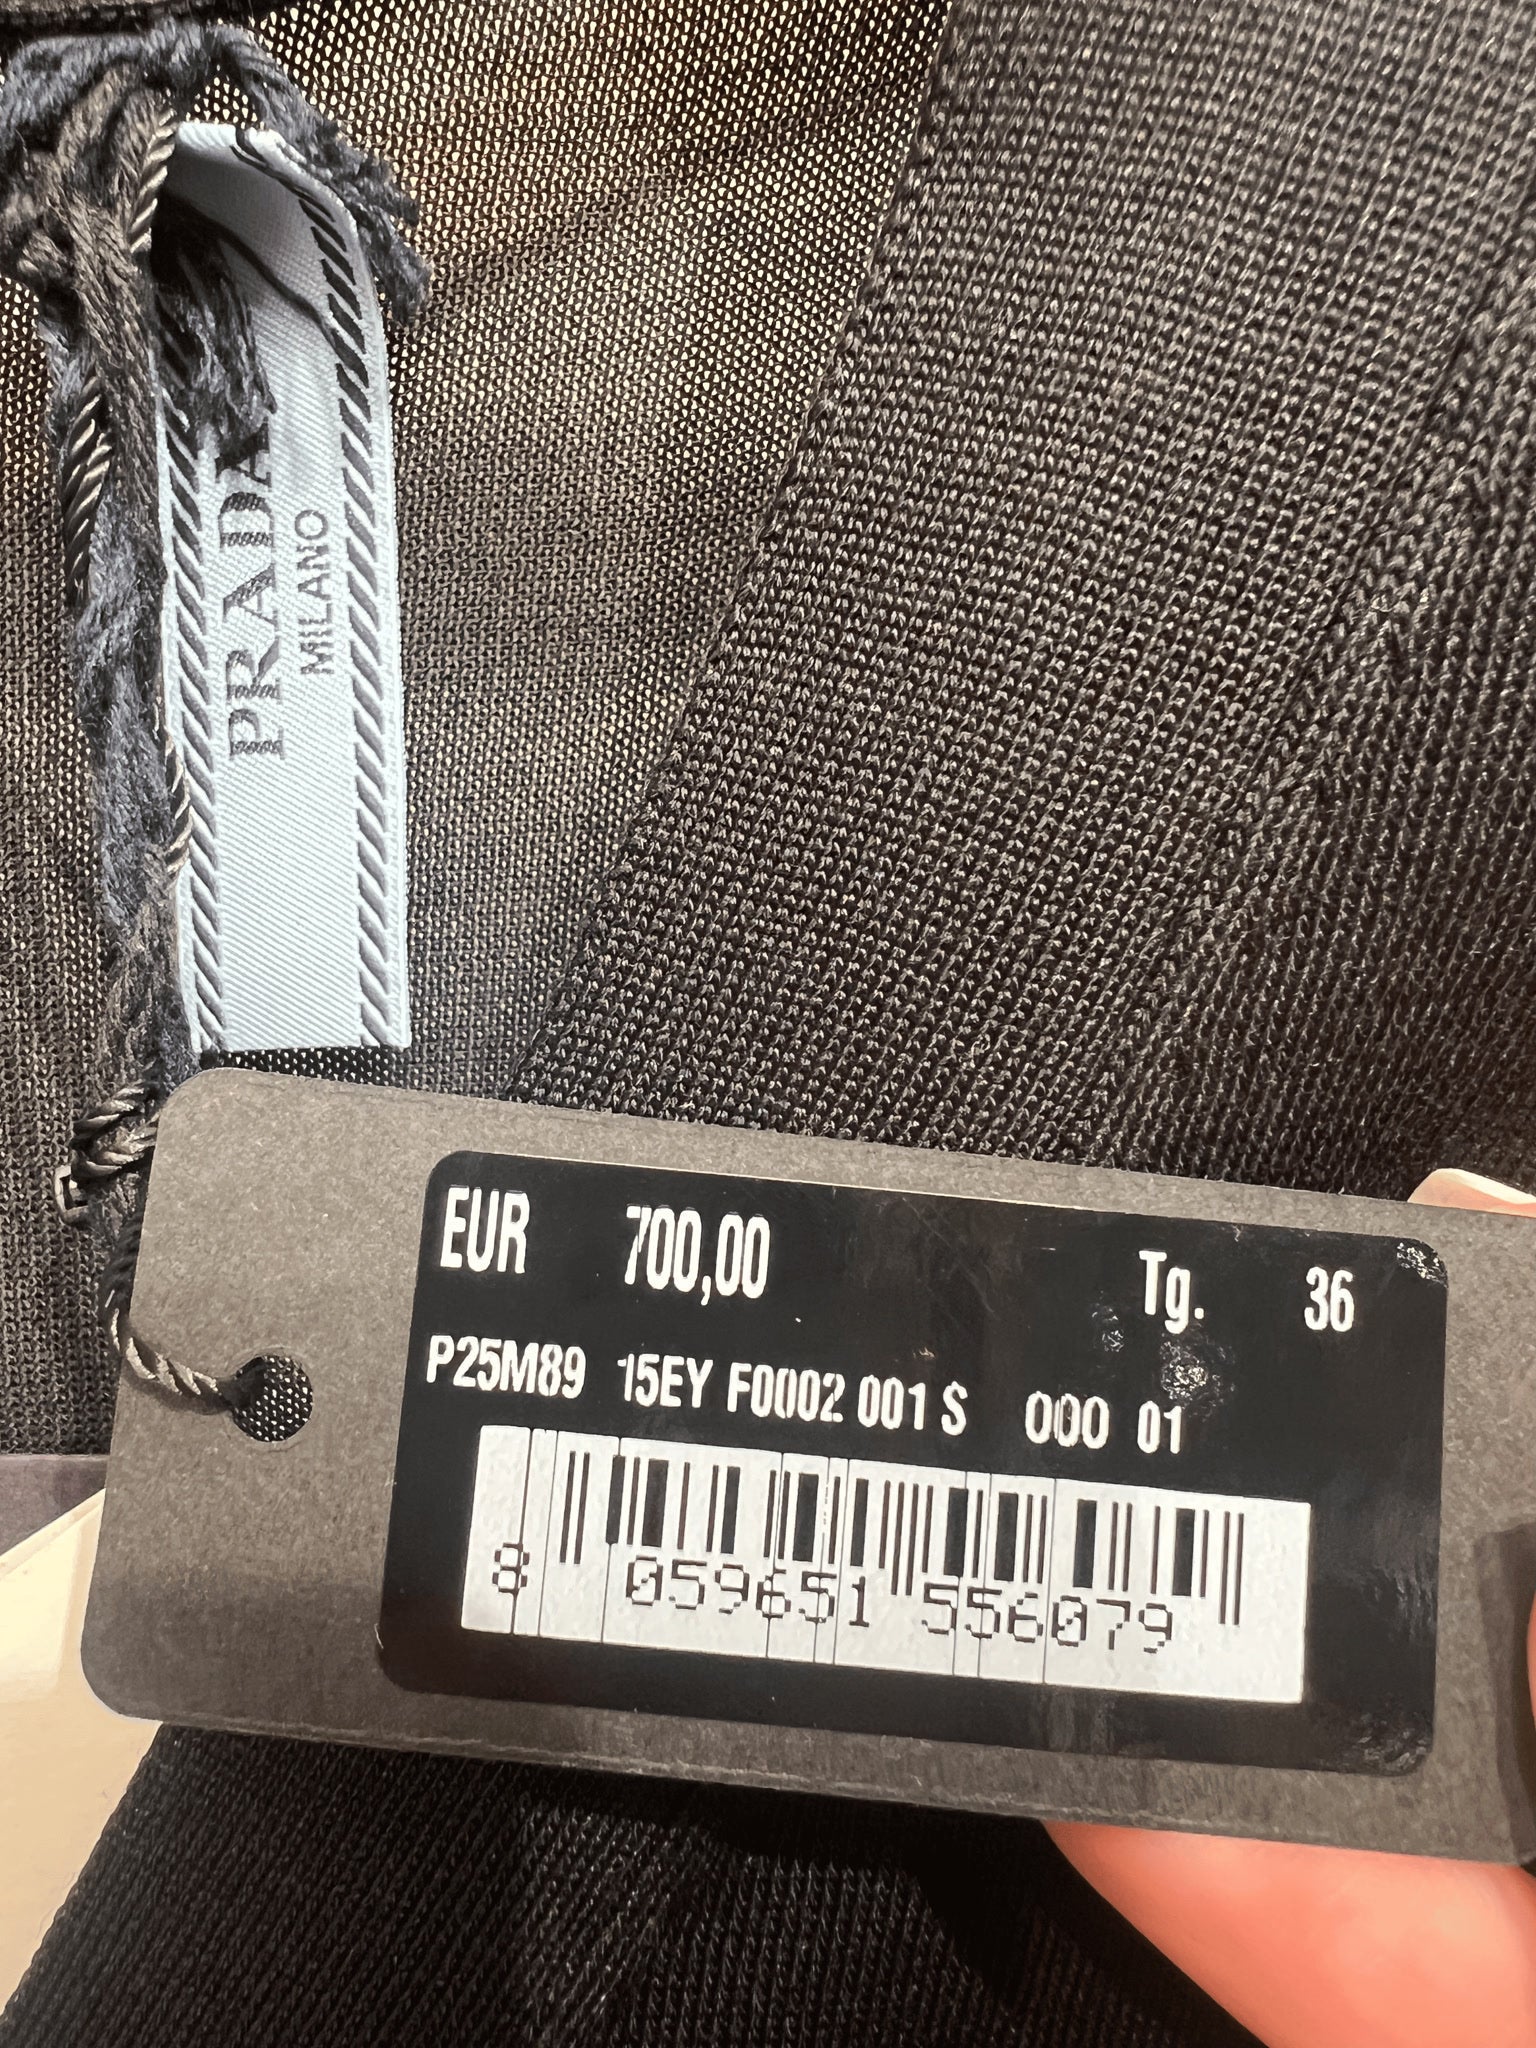 PRADA
MILANO
EUR 700,00 Tg. 36
P25M89 15EY F0002 001 S 000 01
8 059651 556079